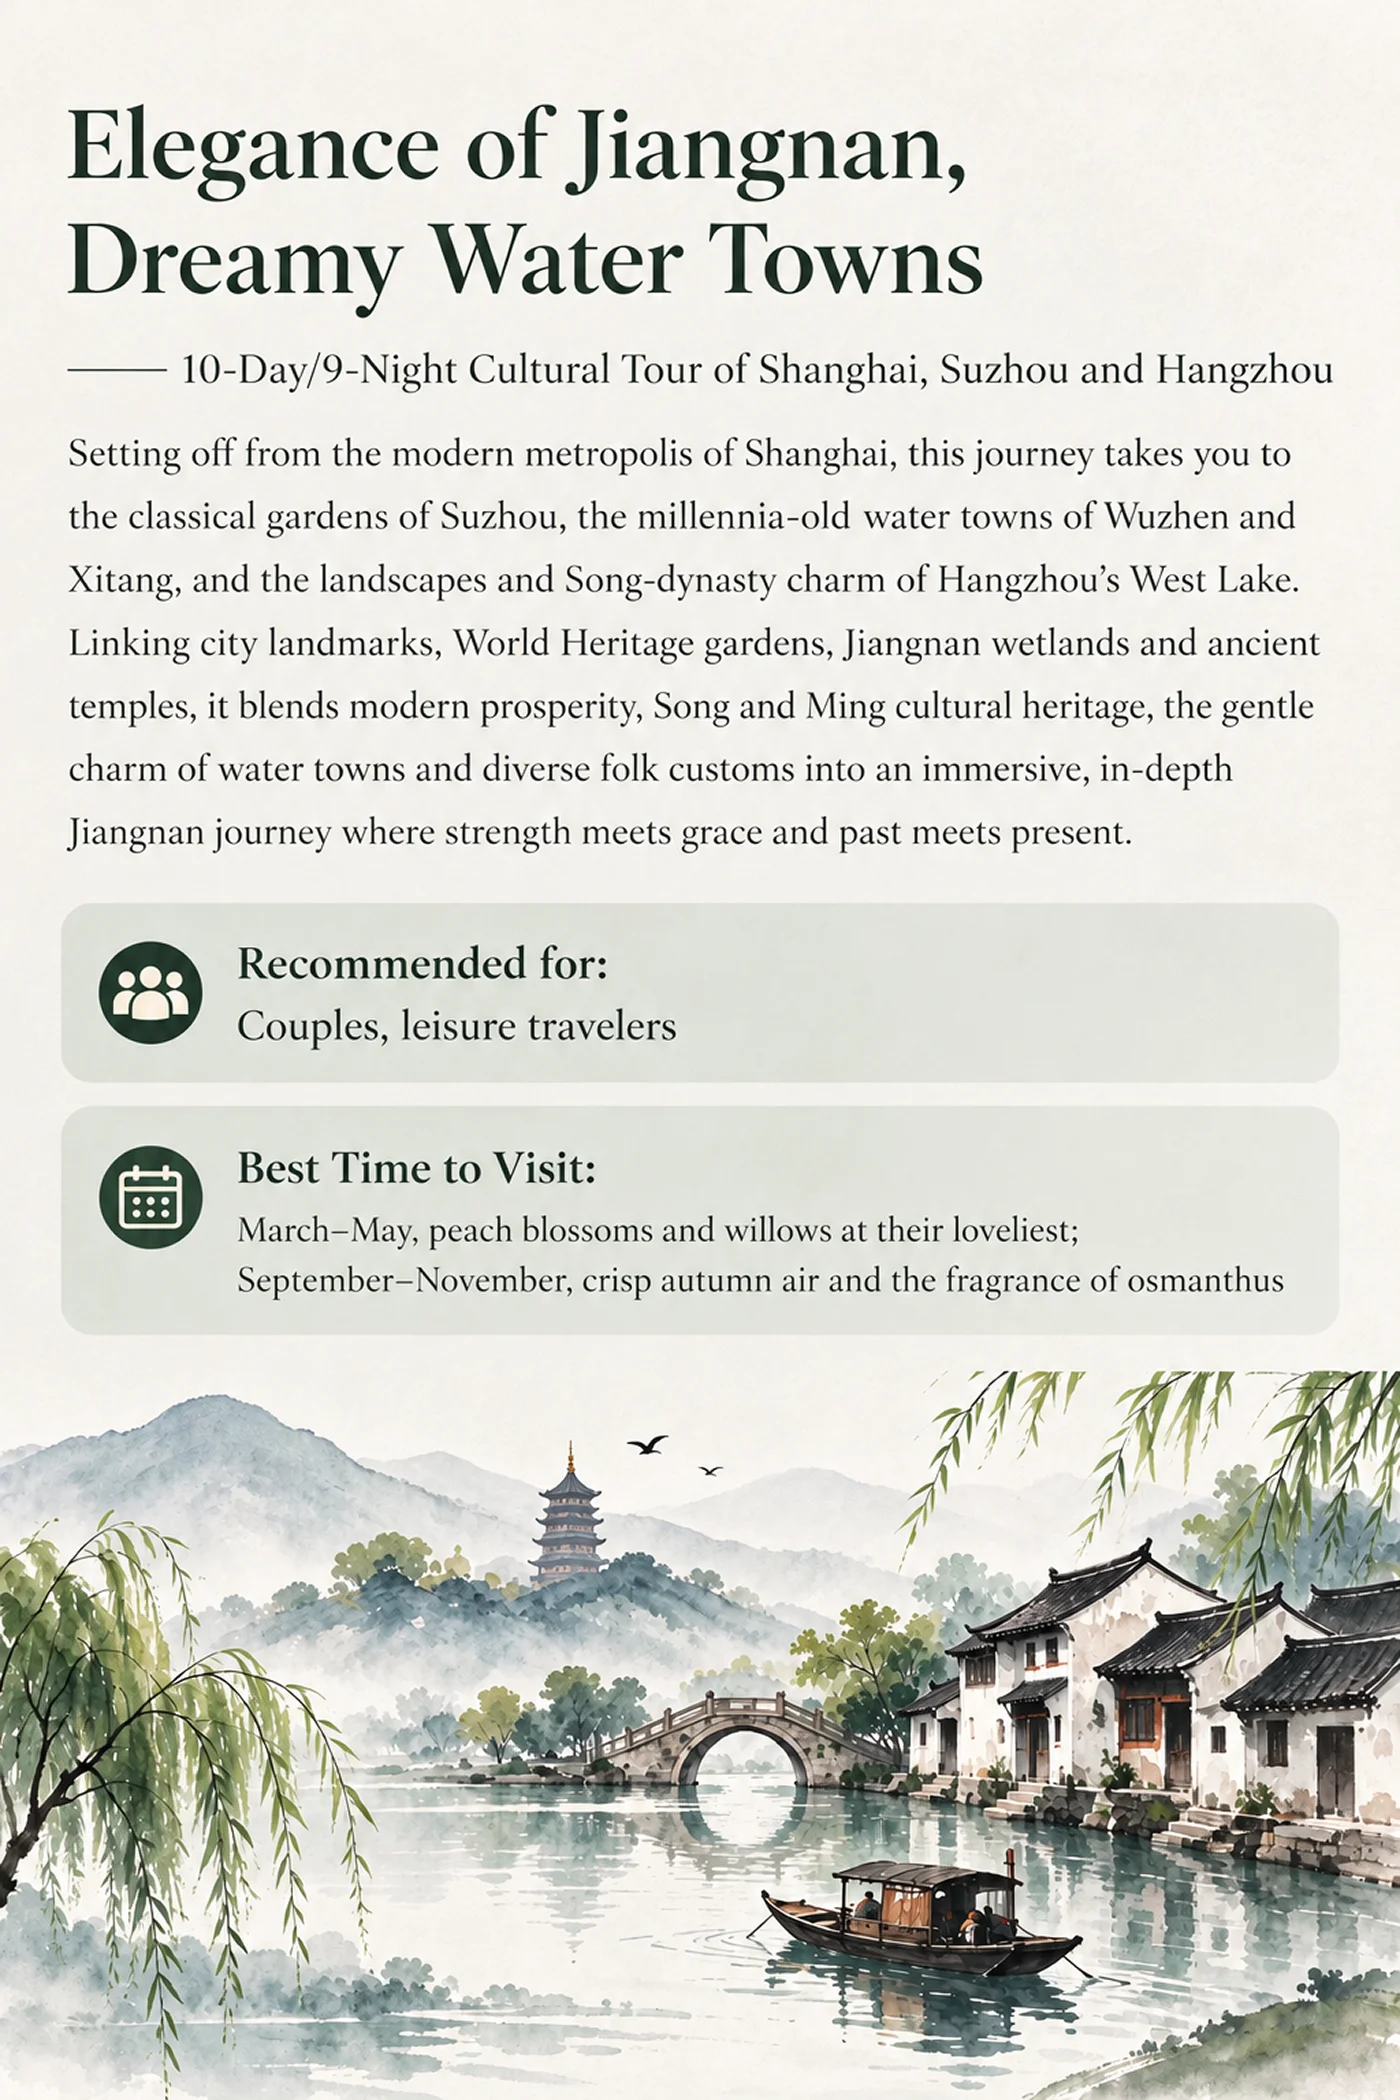 Elegance of Jiangnan,
Dreamy Water Towns
—— 10-Day/9-Night Cultural Tour of Shanghai, Suzhou and Hangzhou
Setting off from the modern metropolis of Shanghai, this journey takes you to
the classical gardens of Suzhou, the millennia-old water towns of Wuzhen and
Xitang, and the landscapes and Song-dynasty charm of Hangzhou’s West Lake.
Linking city landmarks, World Heritage gardens, Jiangnan wetlands and ancient
temples, it blends modern prosperity, Song and Ming cultural heritage, the gentle
charm of water towns and diverse folk customs into an immersive, in-depth
Jiangnan journey where strength meets grace and past meets present.
Recommended for:
Couples, leisure travelers
Best Time to Visit:
March–May, peach blossoms and willows at their loveliest;
September–November, crisp autumn air and the fragrance of osmanthus